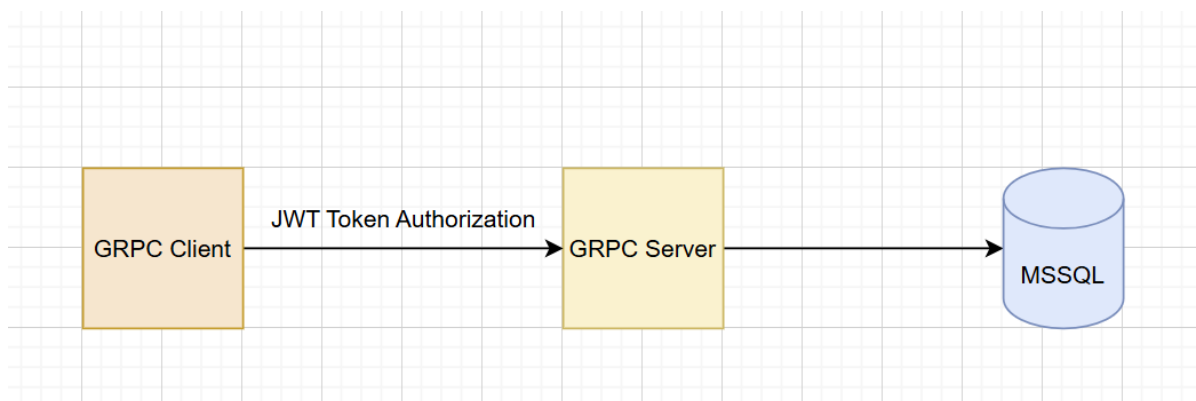 JWT Token Authorization
GRPC Client
GRPC Server
MSSQL